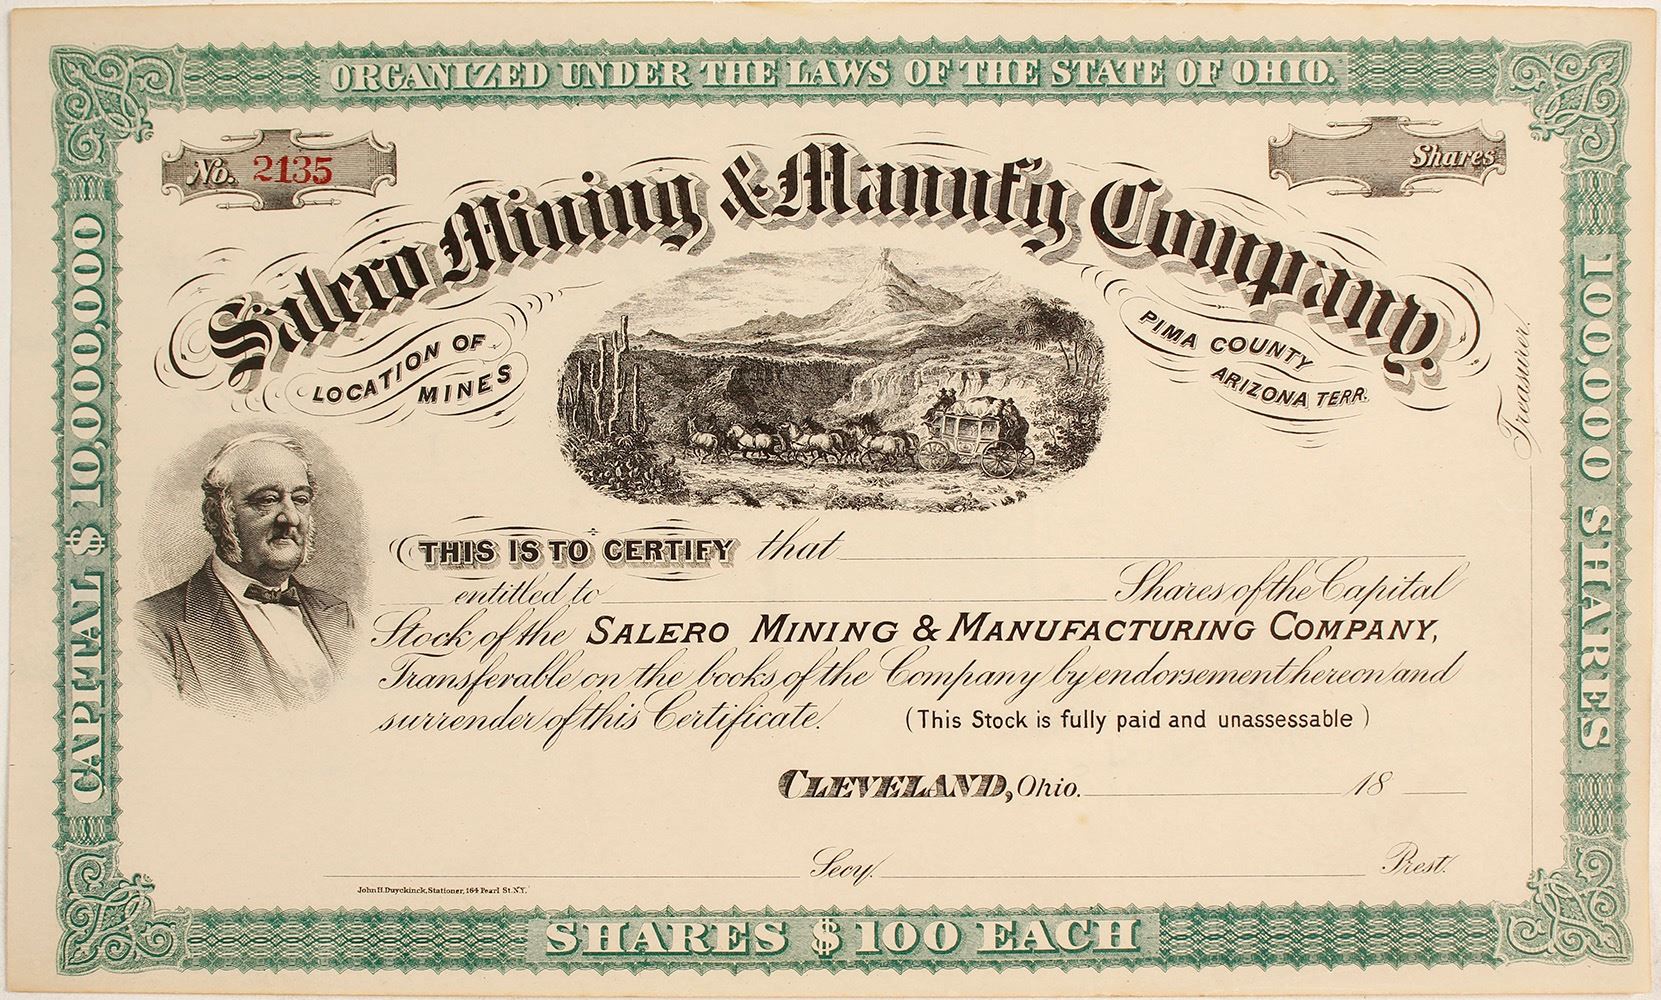 ORGANIZED UNDER THE LAWS OF THE STATE OF OHIO.
No. 2135
Shares
Salero Mining & Manuf'g Company.
LOCATION OF MINES
PIMA COUNTY ARIZONA TERR.
Treasurer.
CAPITAL $10,000,000
100,000 SHARES
THIS IS TO CERTIFY that
entitled to Shares of the Capital
Stock of the SALERO MINING & MANUFACTURING COMPANY,
Transferable on the books of the Company by endorsement hereon and
surrender of this Certificate. (This Stock is fully paid and unassessable)
CLEVELAND, Ohio. 18
Secy. Prest.
John H. Duyckinck, Stationer, 164 Pearl St. N.Y.
SHARES $100 EACH